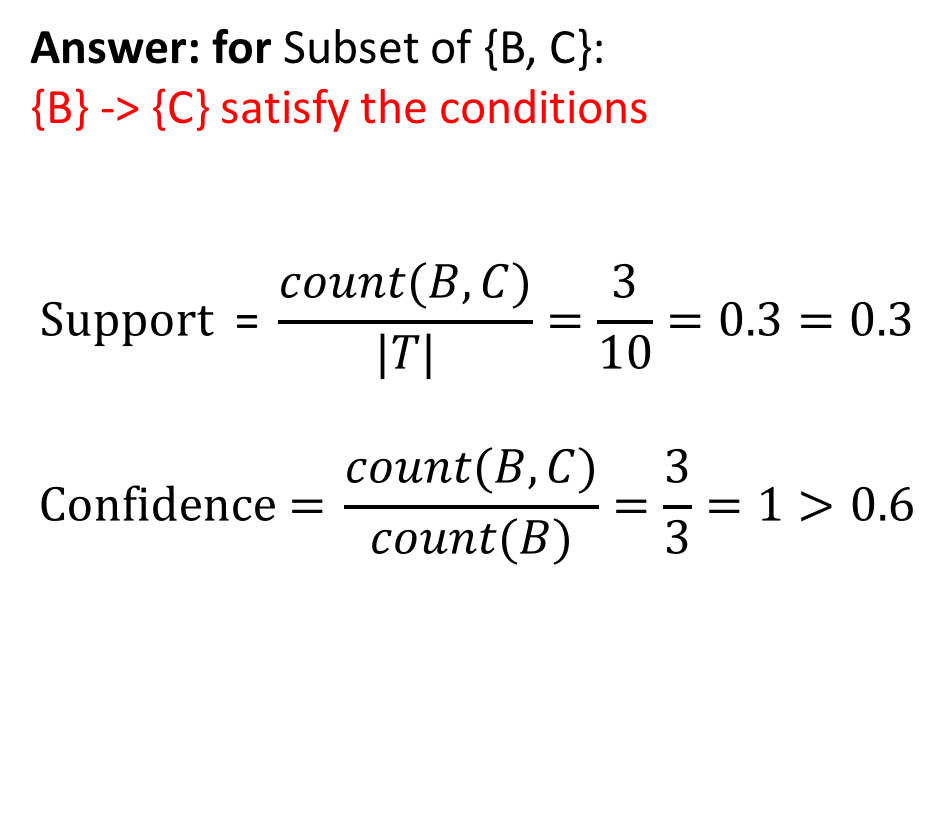 Answer: for Subset of {B, C}:
{B} -> {C} satisfy the conditions
Support = count(B, C) / |T| = 3 / 10 = 0.3 = 0.3
Confidence = count(B, C) / count(B) = 3 / 3 = 1 > 0.6